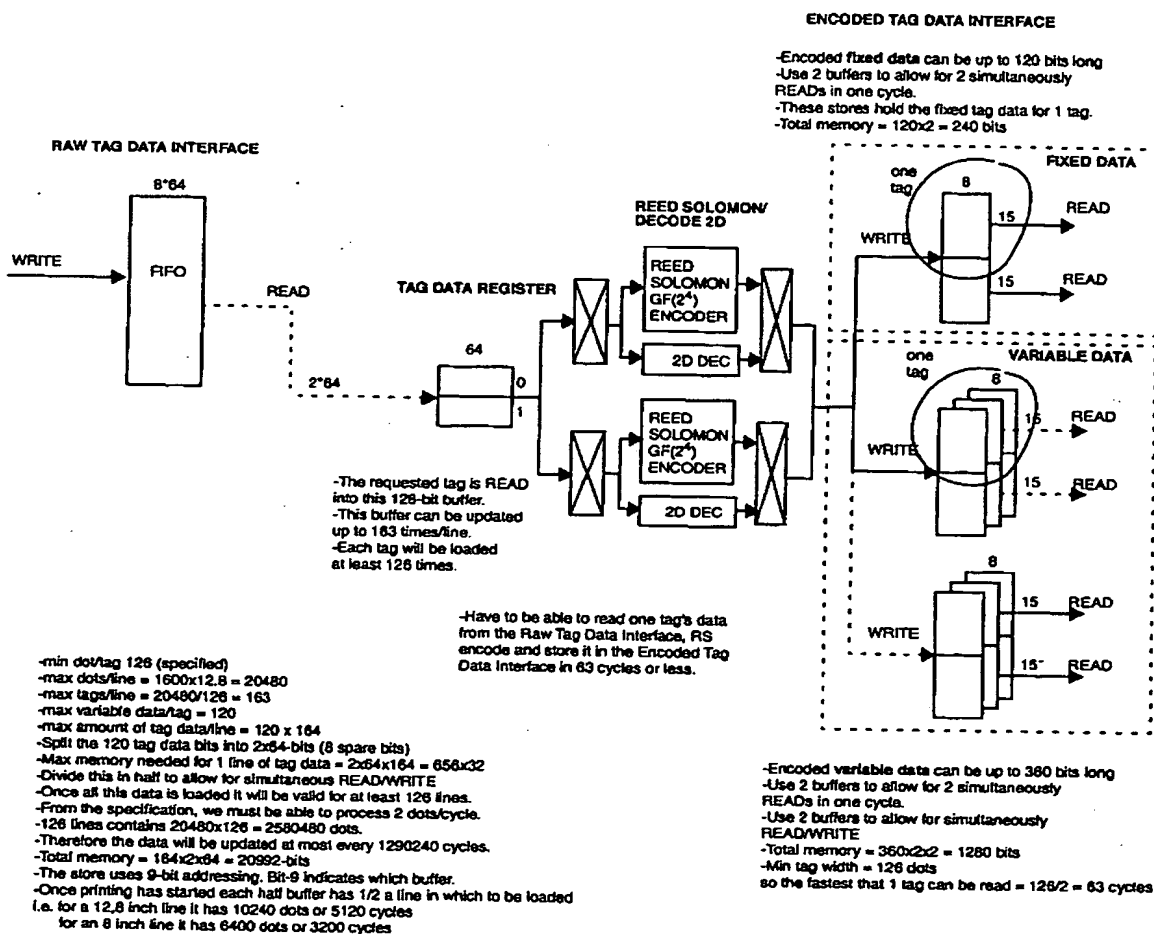 ENCODED TAG DATA INTERFACE
-Encoded fixed data can be up to 120 bits long
-Use 2 buffers to allow for 2 simultaneously
READs in one cycle.
-These stores hold the fixed tag data for 1 tag.
-Total memory = 120x2 = 240 bits
RAW TAG DATA INTERFACE
8*64
WRITE
FIFO
READ
2*64
TAG DATA REGISTER
64
0
1
REED SOLOMON/
DECODE 2D
REED
SOLOMON
GF(2⁴)
ENCODER
2D DEC
REED
SOLOMON
GF(2⁴)
ENCODER
2D DEC
FIXED DATA
one
tag
8
WRITE
15
READ
15
READ
VARIABLE DATA
one
tag
8
WRITE
15
READ
15
READ
8
WRITE
15
READ
15
READ
-The requested tag is READ
into this 126-bit buffer.
-This buffer can be updated
up to 163 times/line.
-Each tag will be loaded
at least 126 times.
-Have to be able to read one tag's data
from the Raw Tag Data Interface, RS
encode and store it in the Encoded Tag
Data Interface in 63 cycles or less.
-min dot/tag 126 (specified)
-max dots/line = 1600x12.8 = 20480
-max tags/line = 20480/126 = 163
-max variable data/tag = 120
-max amount of tag data/line = 120 x 164
-Split the 120 tag data bits into 2x64-bits (8 spare bits)
-Max memory needed for 1 line of tag data = 2x64x164 = 656x32
-Divide this in half to allow for simultaneous READ/WRITE
-Once all this data is loaded it will be valid for at least 126 lines.
-From the specification, we must be able to process 2 dots/cycle.
-126 lines contains 20480x126 = 2580480 dots.
-Therefore the data will be updated at most every 1290240 cycles.
-Total memory = 164x2x64 = 20992-bits
-The store uses 9-bit addressing. Bit-9 indicates which buffer.
-Once printing has started each half buffer has 1/2 a line in which to be loaded
i.e. for a 12,8 inch line it has 10240 dots or 5120 cycles
for an 8 inch line it has 6400 dots or 3200 cycles
-Encoded variable data can be up to 360 bits long
-Use 2 buffers to allow for 2 simultaneously
READs in one cycle.
-Use 2 buffers to allow for simultaneously
READ/WRITE
-Total memory = 360x2x2 = 1280 bits
-Min tag width = 126 dots
so the fastest that 1 tag can be read = 126/2 = 63 cycles